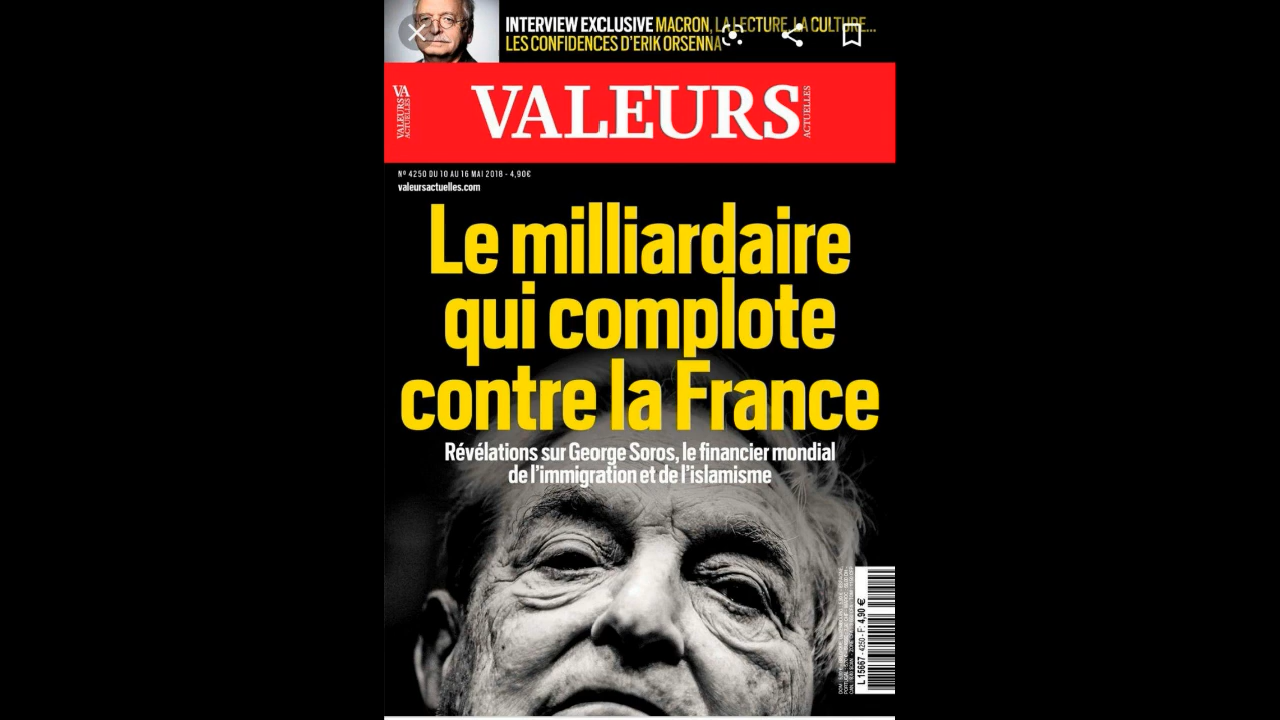 INTERVIEW EXCLUSIVE MACRON, LA LECTURE, LA CULTURE...
LES CONFIDENCES D'ERIK ORSENNA
VA
VALEURS
ACTUELLES
VALEURS
ACTUELLES
Nº 4250 DU 10 AU 16 MAI 2018 - 4,90€
valeursactuelles.com
Le milliardaire
qui complote
contre la France
Révélations sur George Soros, le financier mondial
de l'immigration et de l'islamisme
L 15667 - 4250 - F: 4,90 €